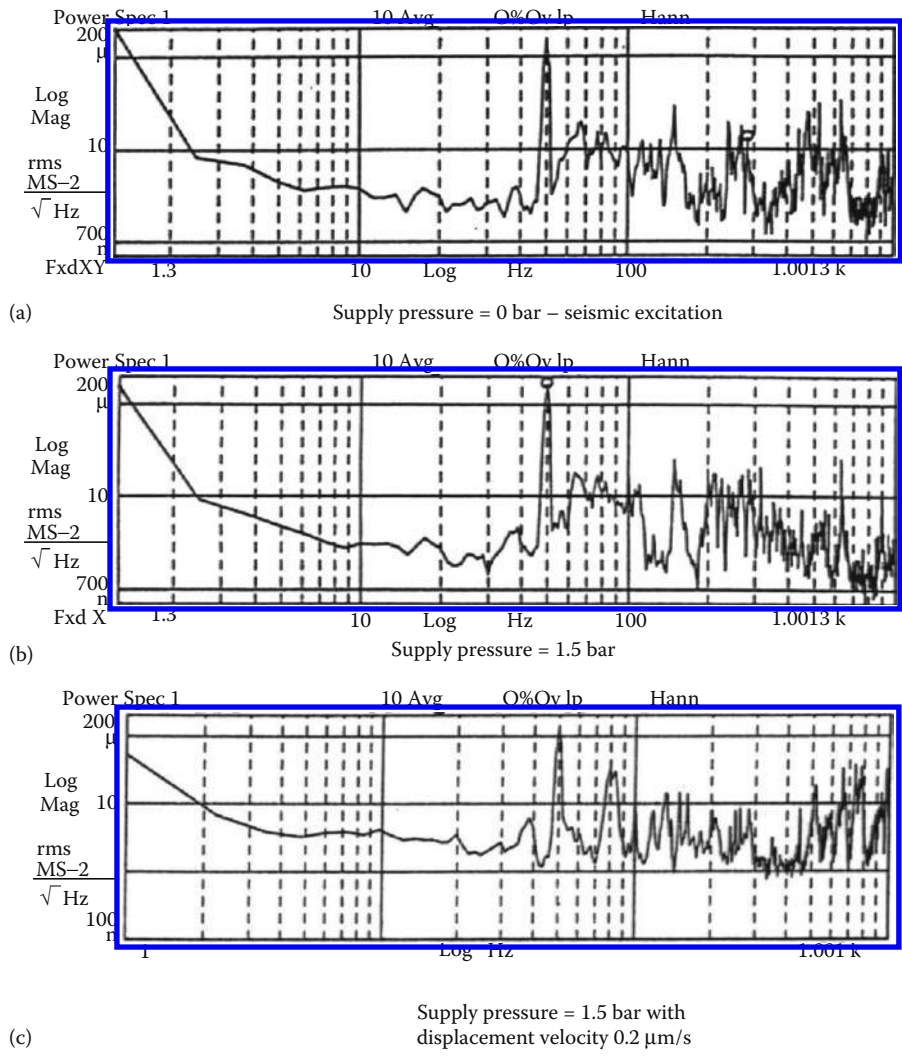 Power Spec 1 10 Avg O%Ov lp Hann
200
μ
Log
Mag
10
rms
MS–2
√ Hz
700
n
FxdXY 1.3 10 Log Hz 100 1.0013 k
(a) Supply pressure = 0 bar – seismic excitation
Power Spec 1 10 Avg O%Ov lp Hann
200
μ
Log
Mag
10
rms
MS–2
√ Hz
700
n
Fxd X 1.3 10 Log Hz 100 1.0013 k
(b) Supply pressure = 1.5 bar
Power Spec 1 10 Avg O%Ov lp Hann
200
μ
Log
Mag
10
rms
MS–2
√ Hz
100
n
1 Log Hz 1.001 k
Supply pressure = 1.5 bar with
(c) displacement velocity 0.2 μm/s